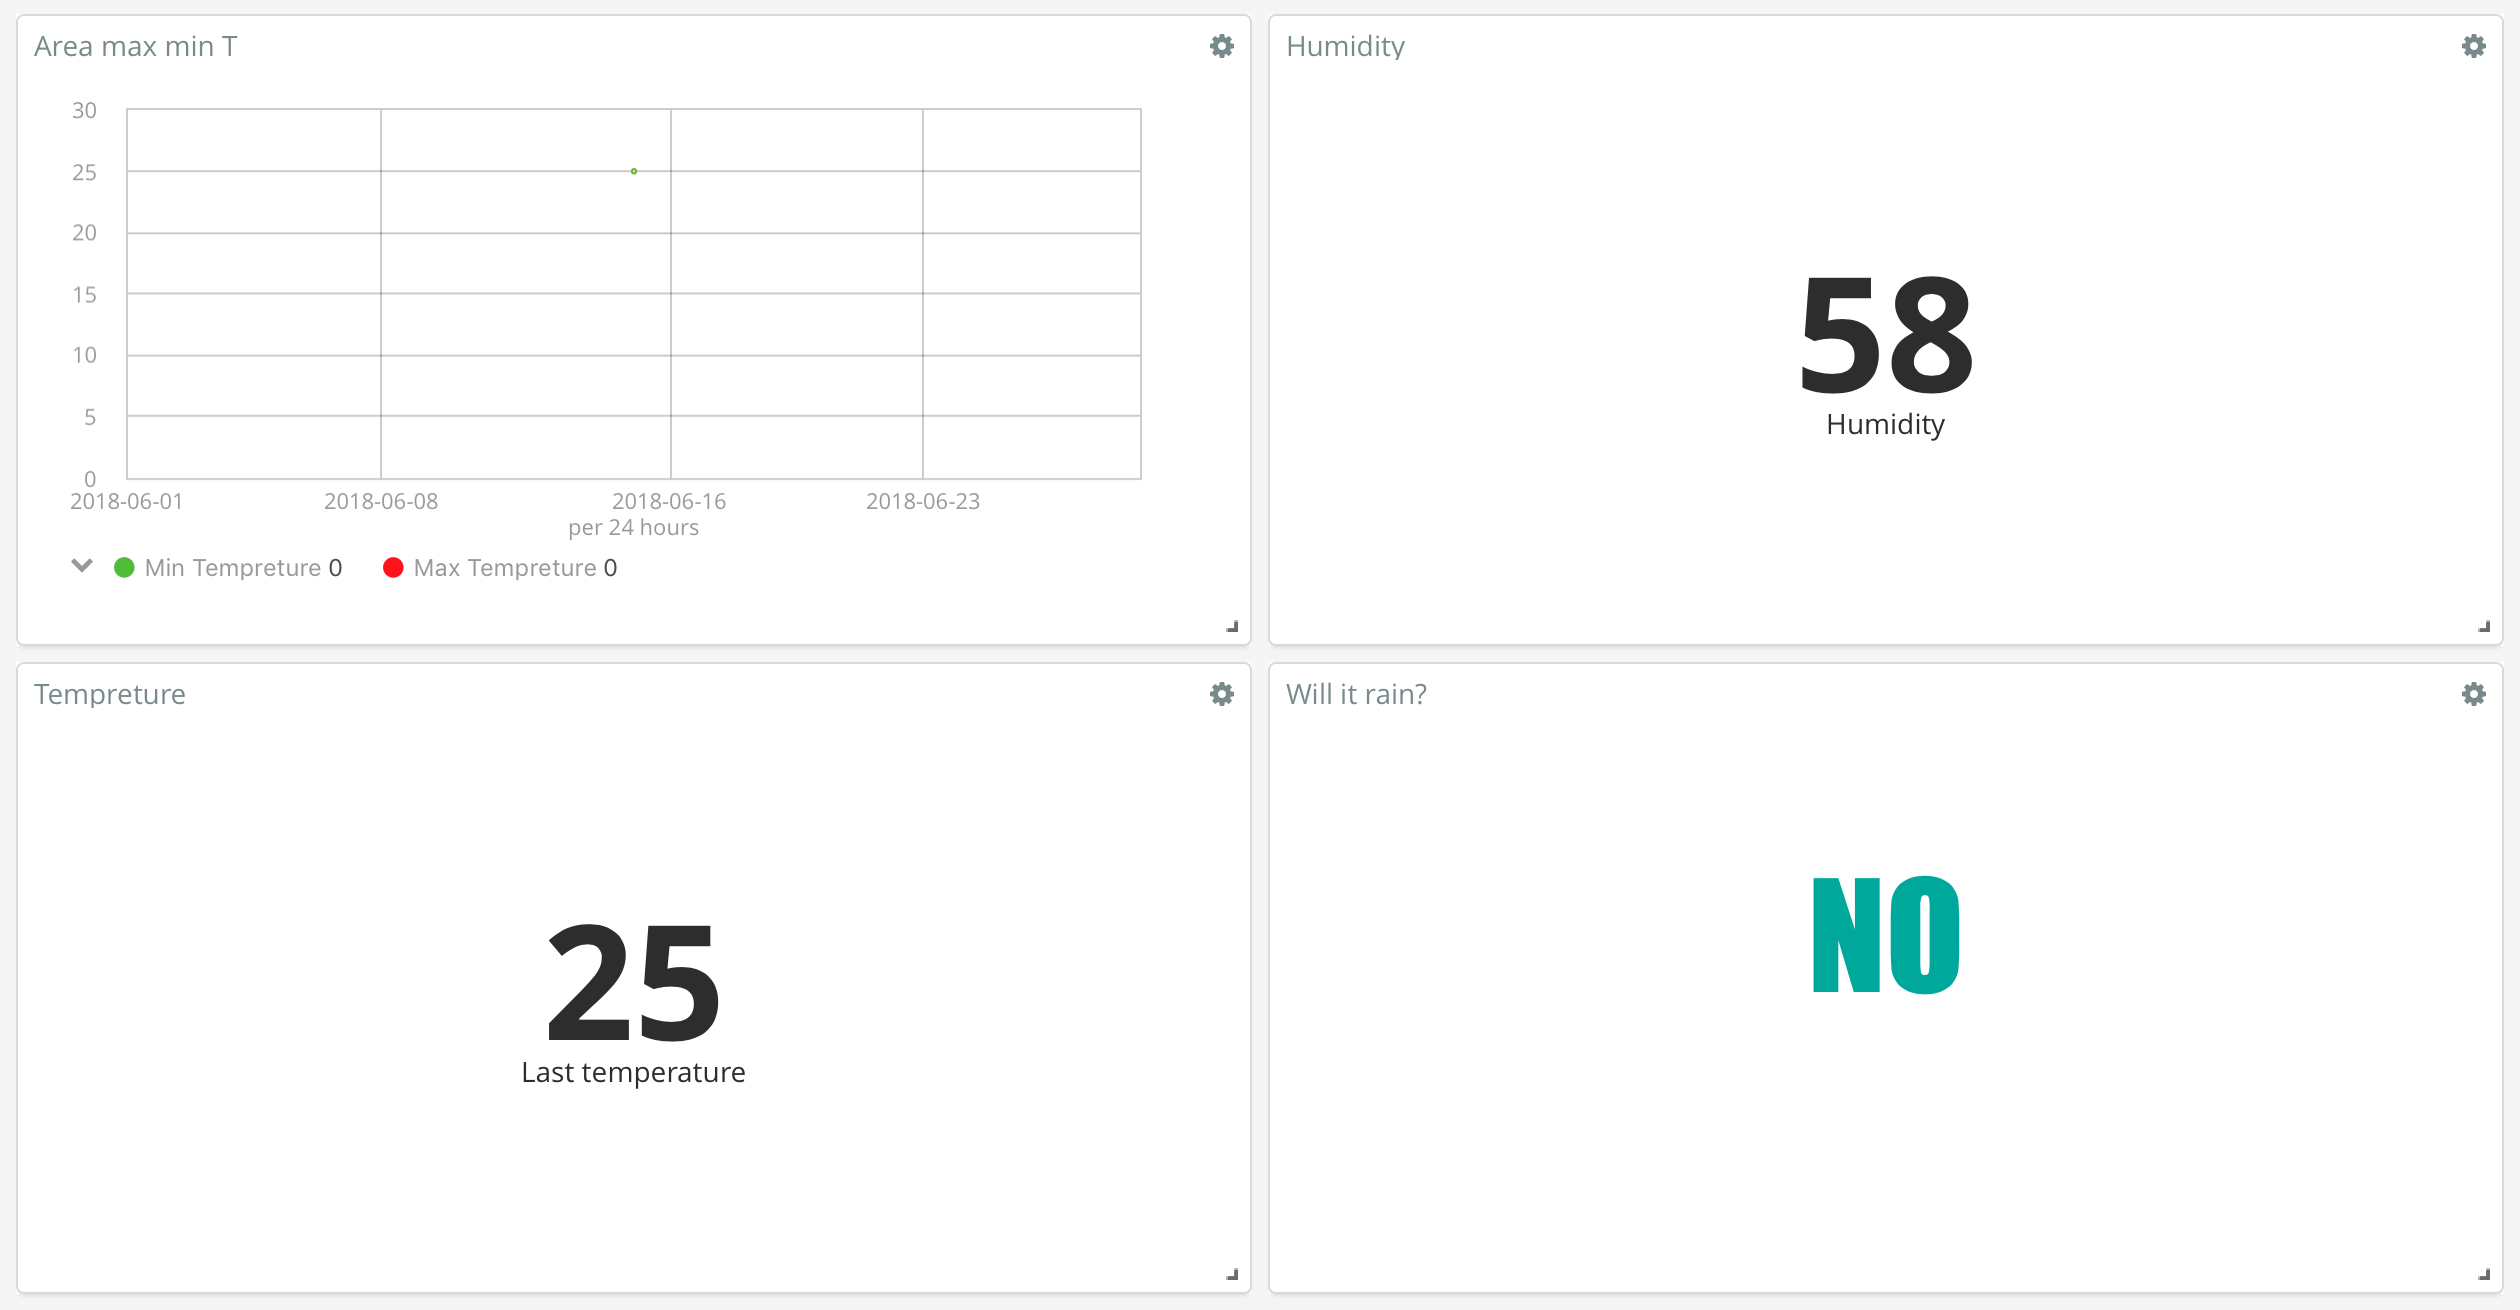 Area max min T
30
25
20
15
10
5
0
2018-06-01 2018-06-08 2018-06-16 2018-06-23
per 24 hours
Min Tempreture 0 Max Tempreture 0
Humidity
58
Humidity
Tempreture
25
Last temperature
Will it rain?
NO